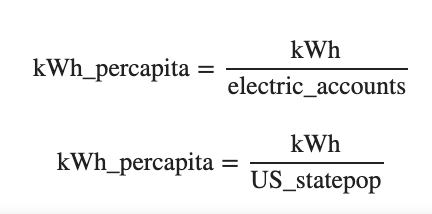 kWh_percapita = kWh / electric_accounts
kWh_percapita = kWh / US_statepop